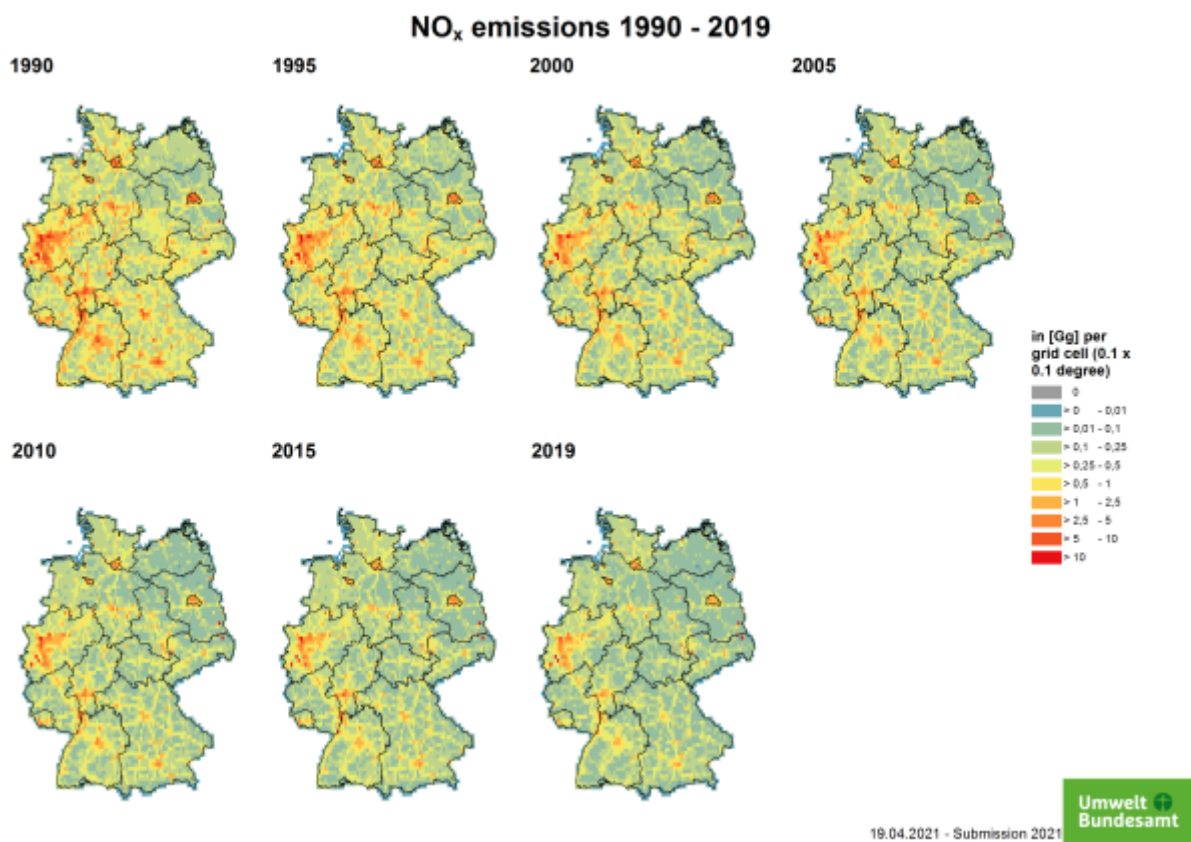 NOx emissions 1990 - 2019
1990
1995
2000
2005
in [Gg] per
grid cell (0.1 x
0.1 degree)
0
> 0 - 0,01
> 0,01 - 0,1
> 0,1 - 0,25
> 0,25 - 0,5
> 0,5 - 1
> 1 - 2,5
> 2,5 - 5
> 5 - 10
> 10
2010
2015
2019
Umwelt
Bundesamt
19.04.2021 - Submission 2021